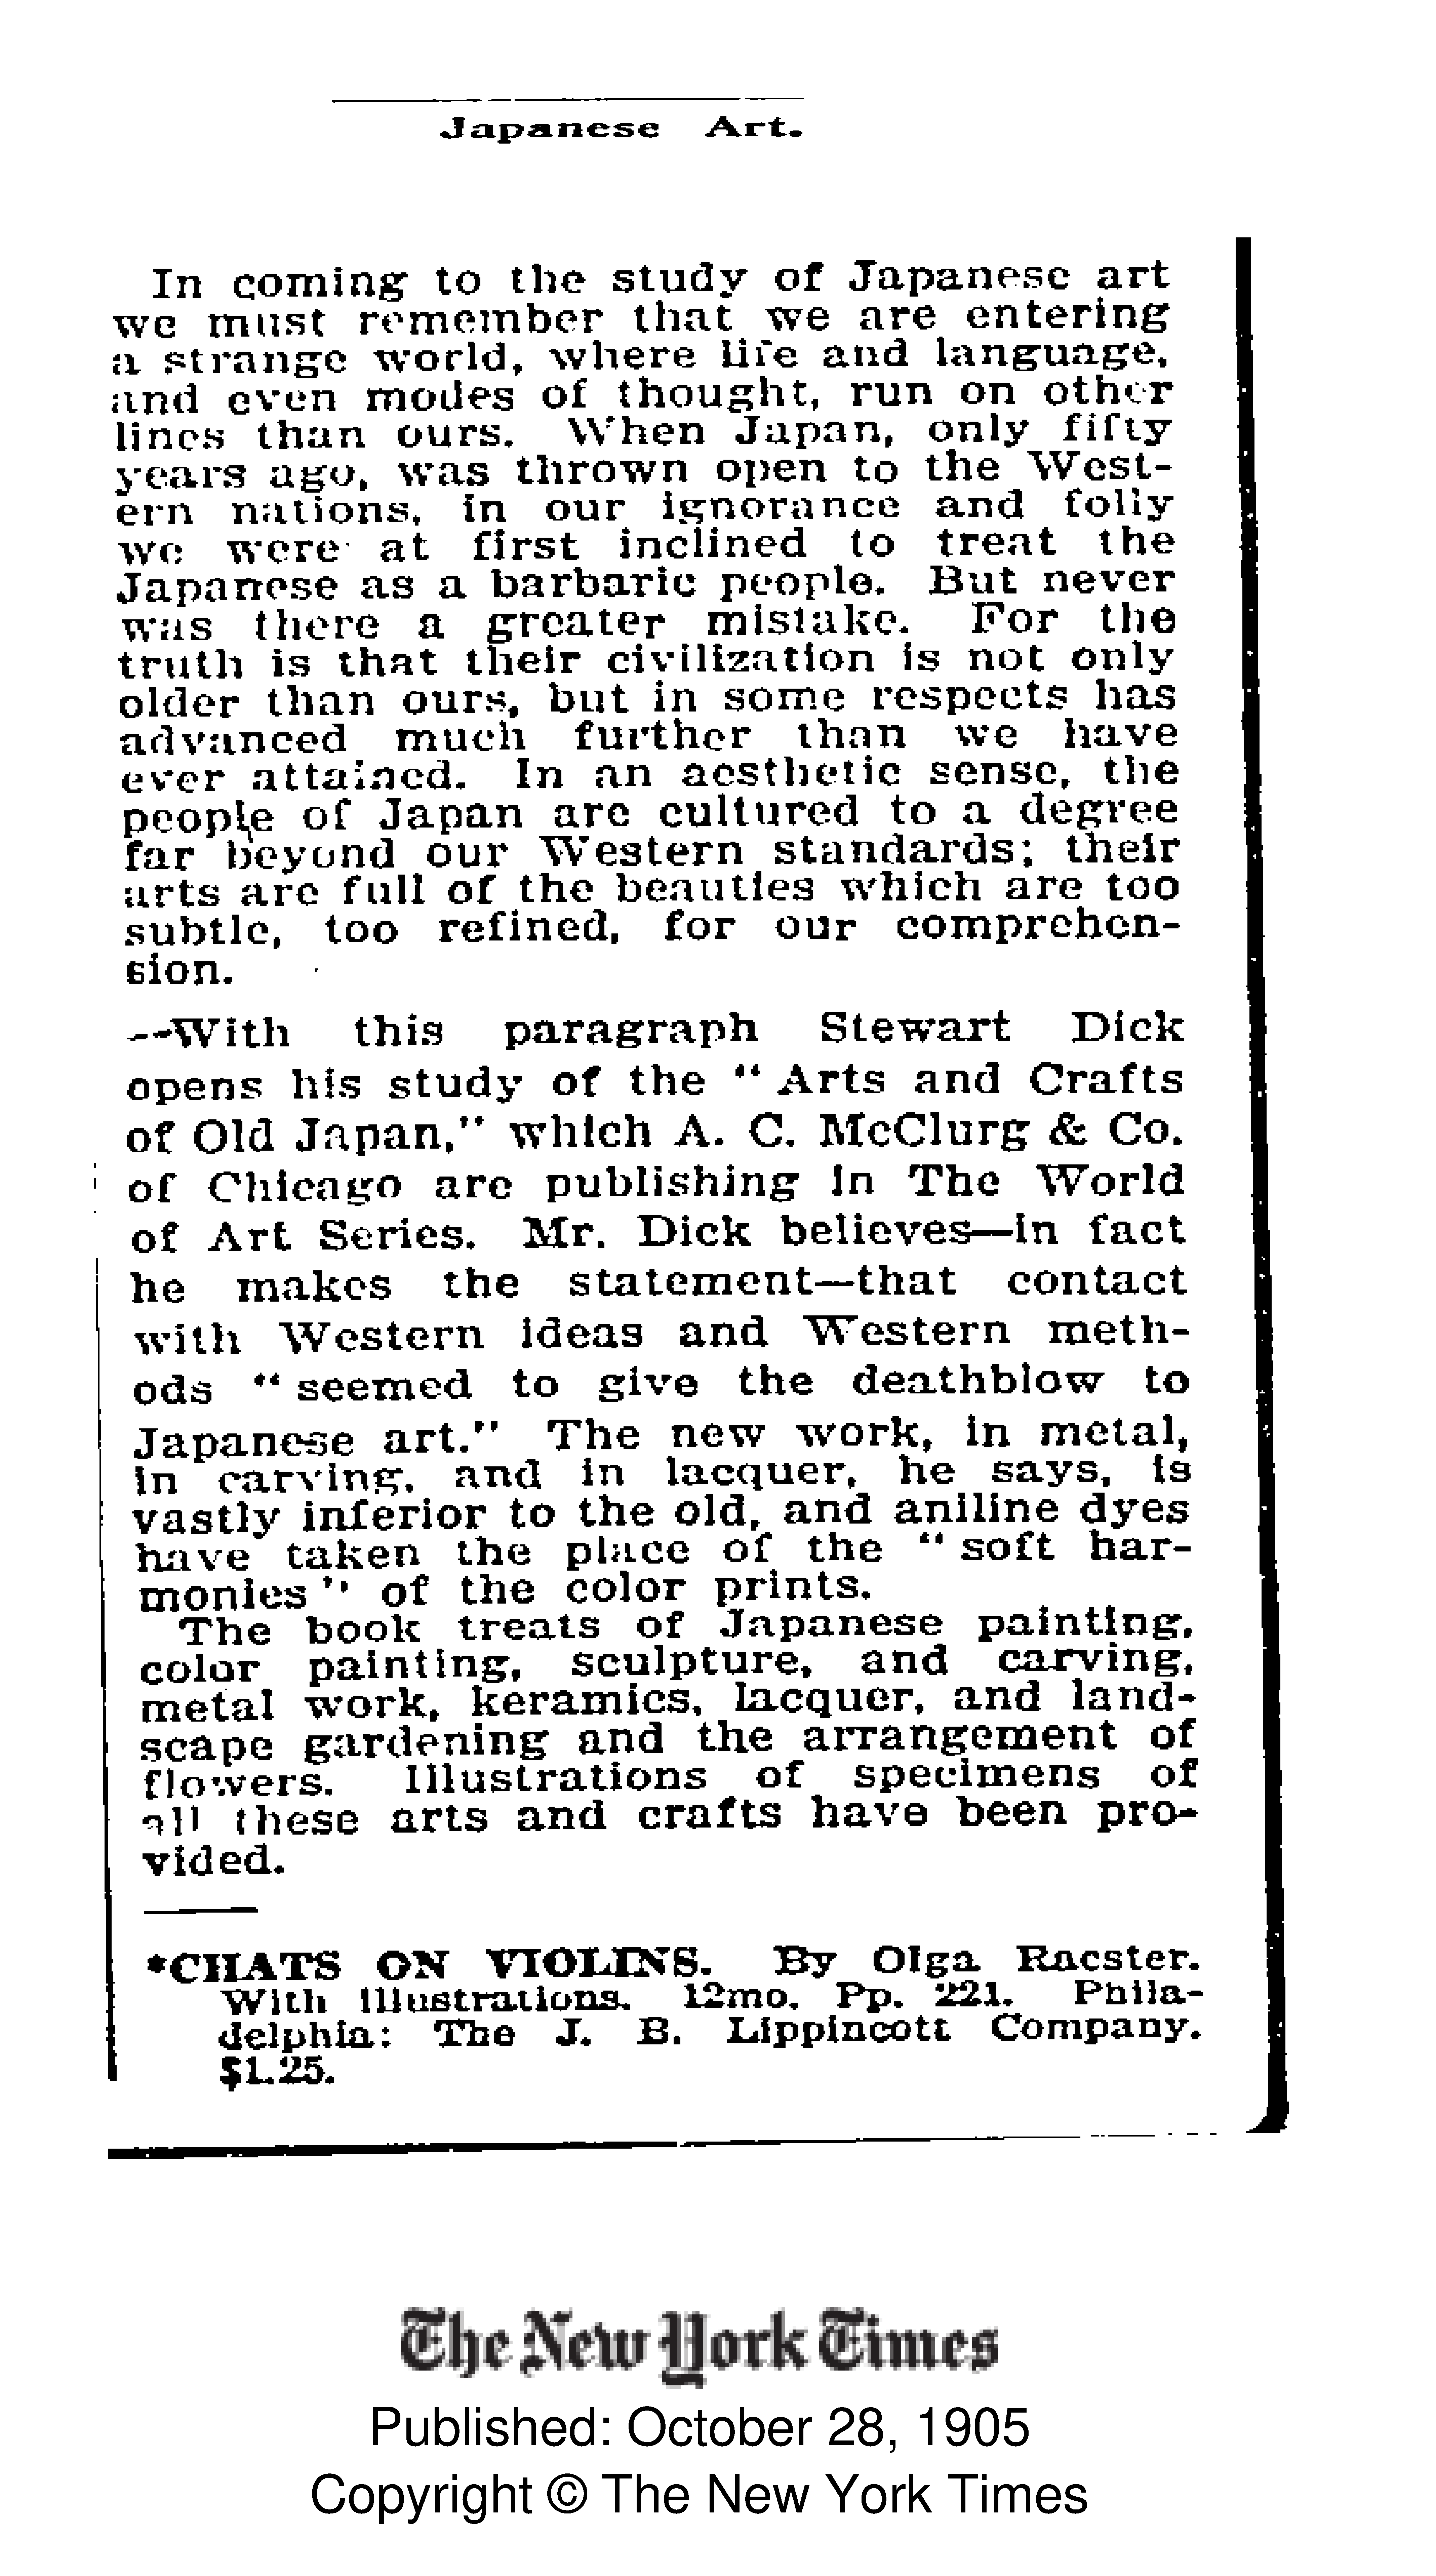 Japanese Art.
In coming to the study of Japanese art
we must remember that we are entering
a strange world, where life and language,
and even modes of thought, run on other
lines than ours. When Japan, only fifty
years ago, was thrown open to the West-
ern nations, in our ignorance and folly
we were at first inclined to treat the
Japanese as a barbaric people. But never
was there a greater mistake. For the
truth is that their civilization is not only
older than ours, but in some respects has
advanced much further than we have
ever attained. In an aesthetic sense, the
people of Japan are cultured to a degree
far beyond our Western standards; their
arts are full of the beauties which are too
subtle, too refined, for our comprehen-
sion.
--With this paragraph Stewart Dick
opens his study of the "Arts and Crafts
of Old Japan," which A. C. McClurg & Co.
of Chicago are publishing in The World
of Art Series. Mr. Dick believes—in fact
he makes the statement—that contact
with Western ideas and Western meth-
ods "seemed to give the deathblow to
Japanese art." The new work, in metal,
in carving, and in lacquer, he says, is
vastly inferior to the old, and aniline dyes
have taken the place of the "soft har-
monies" of the color prints.
The book treats of Japanese painting,
color painting, sculpture, and carving,
metal work, keramics, lacquer, and land-
scape gardening and the arrangement of
flowers. Illustrations of specimens of
all these arts and crafts have been pro-
vided.
*CHATS ON VIOLINS. By Olga Racster.
With Illustrations. 12mo. Pp. 221. Phila-
delphia: The J. B. Lippincott Company.
$1.25.
The New York Times
Published: October 28, 1905
Copyright © The New York Times